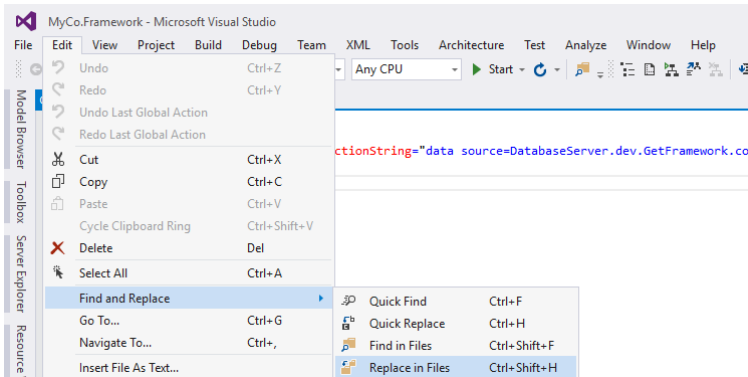 MyCo.Framework - Microsoft Visual Studio
File Edit View Project Build Debug Team XML Tools Architecture Test Analyze Window Help
Undo Ctrl+Z
Any CPU Start
Redo Ctrl+Y
Undo Last Global Action
Redo Last Global Action
Cut Ctrl+X
ctionString="data source=DatabaseServer.dev.GetFramework.co
Copy Ctrl+C
Paste Ctrl+V
Cycle Clipboard Ring Ctrl+Shift+V
Delete Del
Select All Ctrl+A
Find and Replace
Go To... Ctrl+G
Navigate To... Ctrl+,
Insert File As Text...
Quick Find Ctrl+F
Quick Replace Ctrl+H
Find in Files Ctrl+Shift+F
Replace in Files Ctrl+Shift+H
Model Browser
Toolbox
Server Explorer
Resource